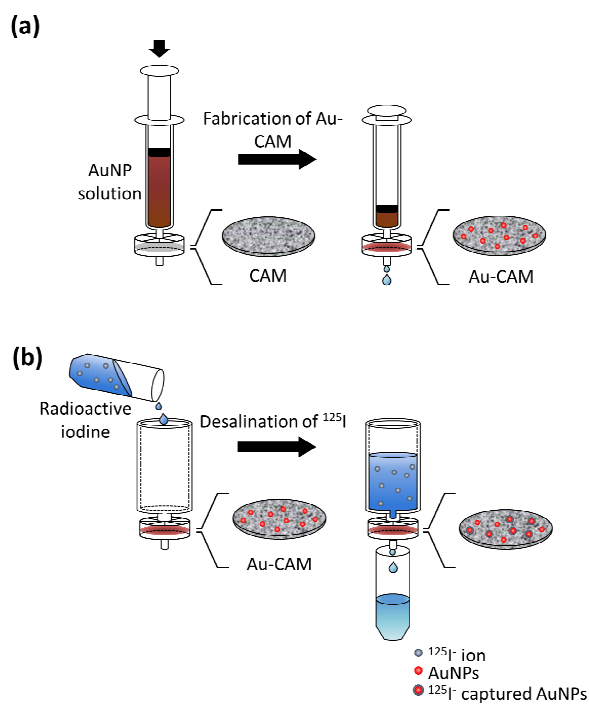 (a)
Fabrication of Au-
CAM
AuNP
solution
CAM
Au-CAM
(b)
Radioactive
iodine
Desalination of ¹²⁵I
Au-CAM
¹²⁵I⁻ ion
AuNPs
¹²⁵I⁻ captured AuNPs